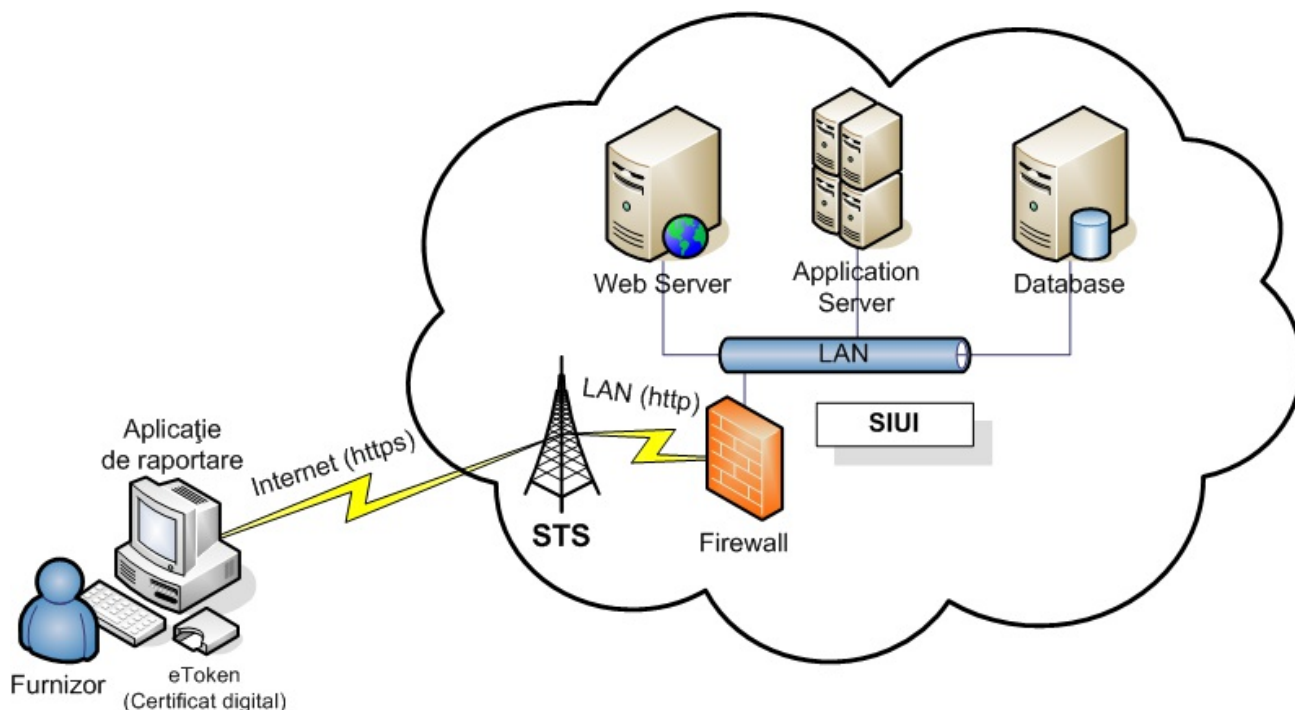 Web Server
Application
Server
Database
LAN
LAN (http)
SIUI
Aplicaţie
de raportare
Internet (https)
STS
Firewall
Furnizor
eToken
(Certificat digital)